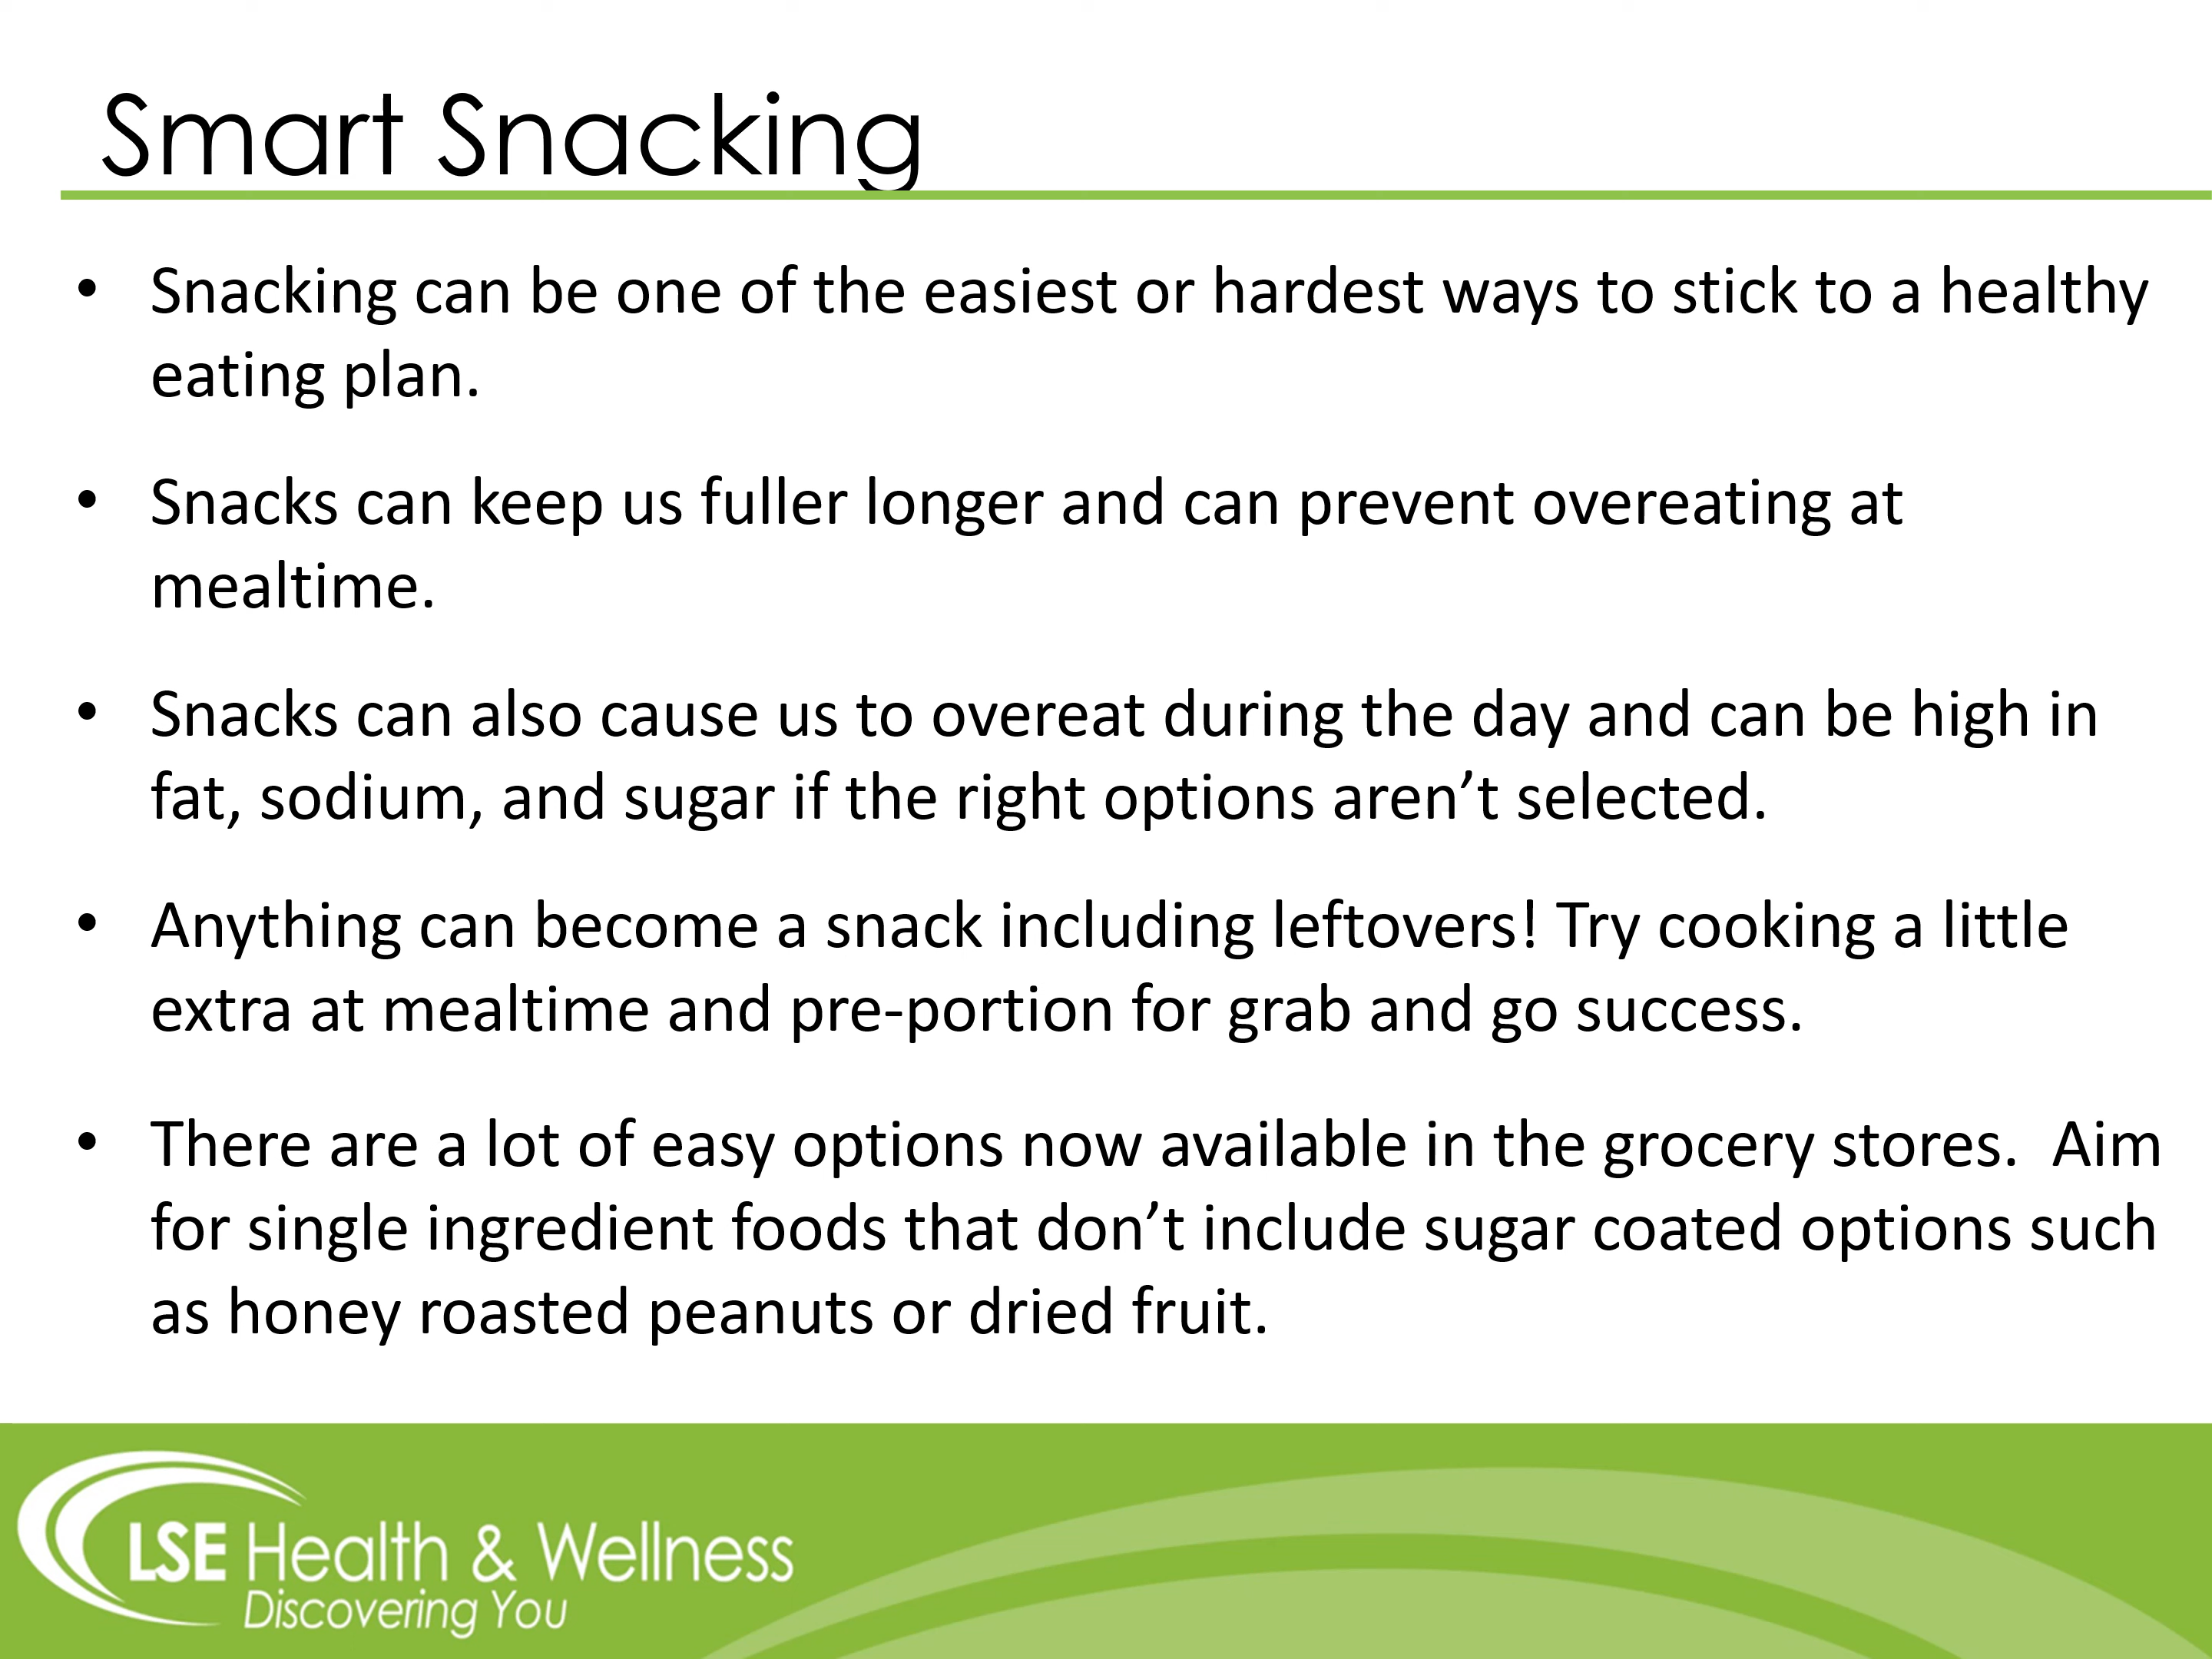 Smart Snacking
• Snacking can be one of the easiest or hardest ways to stick to a healthy
eating plan.
• Snacks can keep us fuller longer and can prevent overeating at
mealtime.
• Snacks can also cause us to overeat during the day and can be high in
fat, sodium, and sugar if the right options aren’t selected.
• Anything can become a snack including leftovers! Try cooking a little
extra at mealtime and pre-portion for grab and go success.
• There are a lot of easy options now available in the grocery stores.  Aim
for single ingredient foods that don’t include sugar coated options such
as honey roasted peanuts or dried fruit.
LSE Health & Wellness
Discovering You